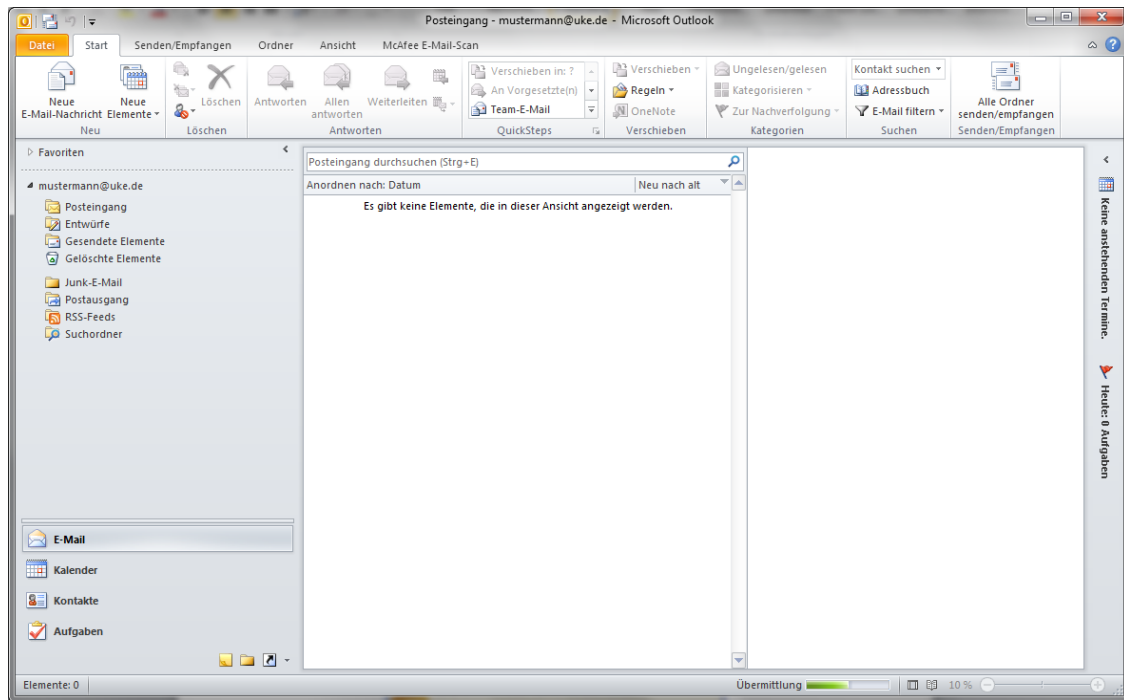 Posteingang - mustermann@uke.de - Microsoft Outlook
Datei Start Senden/Empfangen Ordner Ansicht McAfee E-Mail-Scan
Neue E-Mail-Nachricht
Neue Elemente
Neu
Löschen
Löschen
Antworten
Allen antworten
Weiterleiten
Antworten
Verschieben in: ?
An Vorgesetzte(n)
Team-E-Mail
QuickSteps
Verschieben
Regeln
OneNote
Verschieben
Ungelesen/gelesen
Kategorisieren
Zur Nachverfolgung
Kategorien
Kontakt suchen
Adressbuch
E-Mail filtern
Suchen
Alle Ordner
senden/empfangen
Senden/Empfangen
Favoriten
mustermann@uke.de
Posteingang
Entwürfe
Gesendete Elemente
Gelöschte Elemente
Junk-E-Mail
Postausgang
RSS-Feeds
Suchordner
E-Mail
Kalender
Kontakte
Aufgaben
Posteingang durchsuchen (Strg+E)
Anordnen nach: Datum Neu nach alt
Es gibt keine Elemente, die in dieser Ansicht angezeigt werden.
Keine anstehenden Termine.
Heute: 0 Aufgaben
Elemente: 0
Übermittlung
10 %